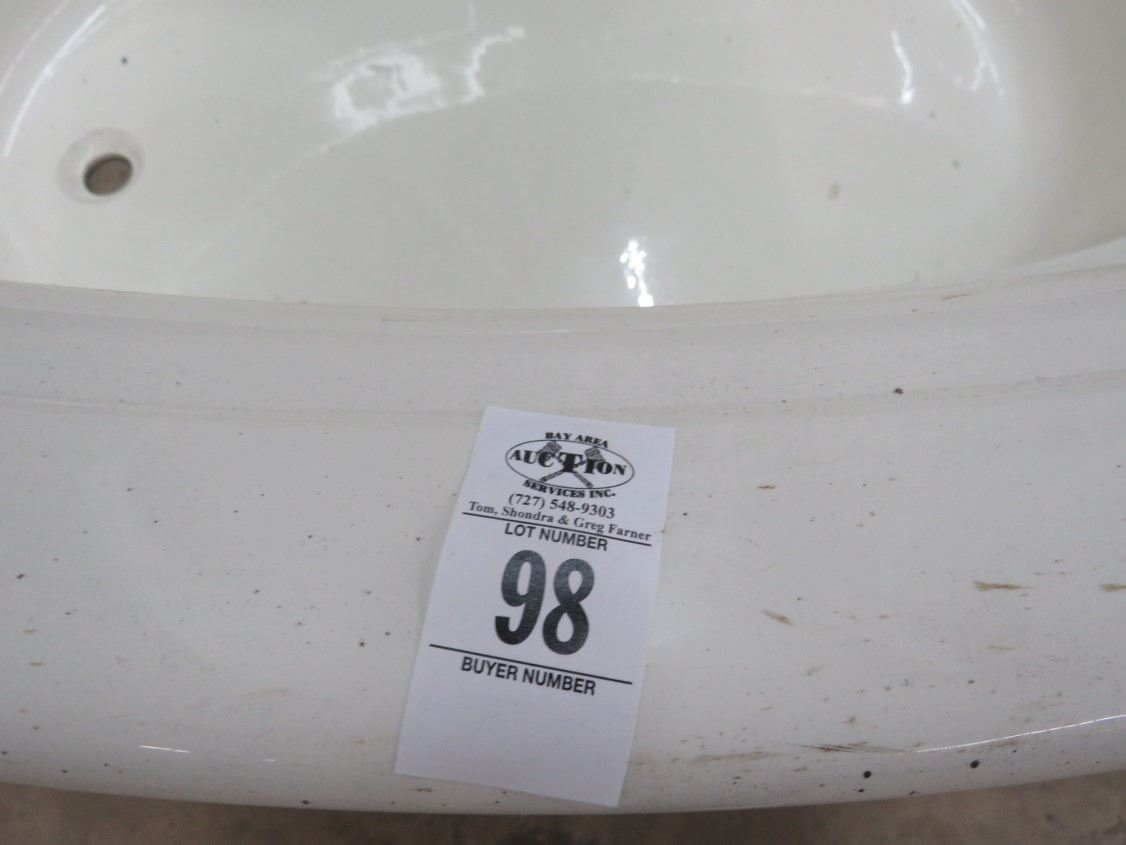 BAY AREA
AUCTION
SERVICES INC.
(727) 548-9303
Tom, Shondra & Greg Farner
LOT NUMBER
98
BUYER NUMBER